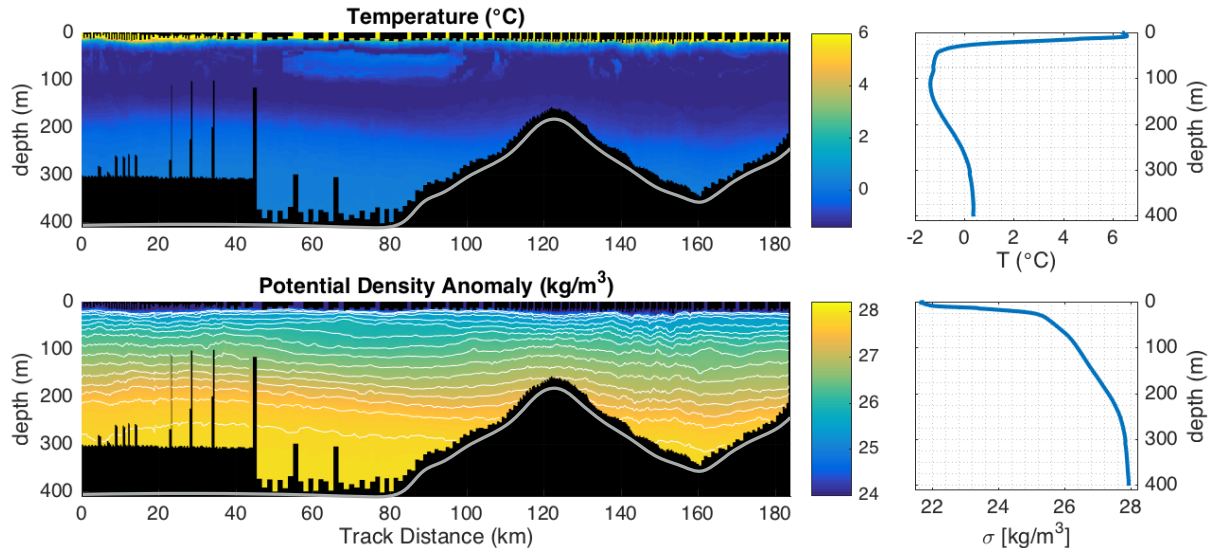 Temperature (°C)
0
100
200
300
400
depth (m)
0 20 40 60 80 100 120 140 160 180
6
4
2
0
0
100
200
300
400
depth (m)
-2 0 2 4 6
T (°C)
Potential Density Anomaly (kg/m³)
0
100
200
300
400
depth (m)
0 20 40 60 80 100 120 140 160 180
Track Distance (km)
28
27
26
25
24
0
100
200
300
400
depth (m)
22 24 26 28
σ [kg/m³]